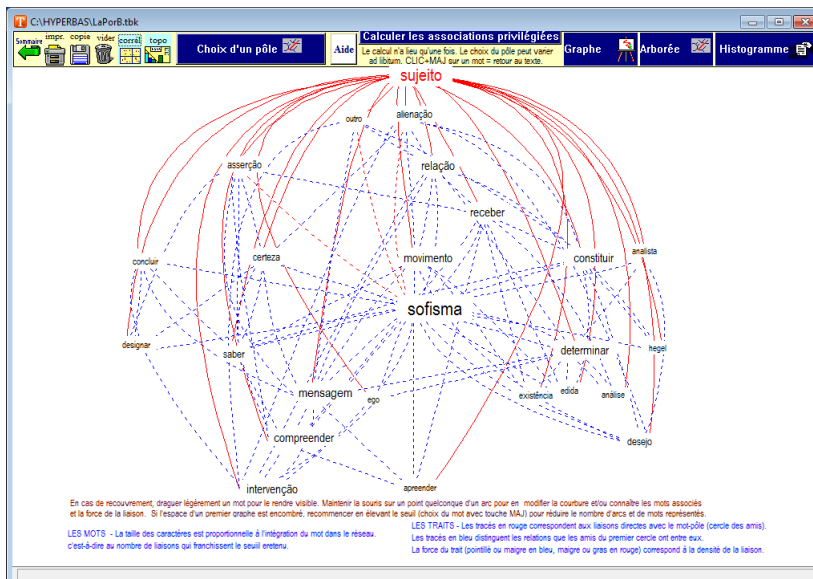 C:\HYPERBAS\LaPorB.tbk
Sommaire impr. copie vider corrél topo
Choix d'un pôle
Aide
Calculer les associations privilégiées
Le calcul n'a lieu qu'une fois. Le choix du pôle peut varier
ad libitum. CLIC+MAJ sur un mot = retour au texte.
Graphe
Arborée
Histogramme
sujeito
outro
alienação
asserção
relação
receber
concluir
certeza
movimento
constituir
analista
sofisma
designar
saber
determinar
hegel
mensagem
ego
existência
edida
análise
compreender
desejo
intervenção
apreender
En cas de recouvrement, draguer légèrement un mot pour le rendre visible. Maintenir la souris sur un point quelconque d'un arc pour en modifier la courbure et/ou connaître les mots associés
et la force de la liaison. Si l'espace d'un premier graphe est encombré, recommencer en élevant le seuil (choix du mot avec touche MAJ) pour réduire le nombre d'arcs et de mots représentés.
LES MOTS - La taille des caractères est proportionnelle à l'intégration du mot dans le réseau.
c'est-à-dire au nombre de liaisons qui franchissent le seuil eretenu.
LES TRAITS - Les tracés en rouge correspondent aux liaisons directes avec le mot-pôle (cercle des amis).
Les tracés en bleu distinguent les relations que les amis du premier cercle ont entre eux.
La force du trait (pointillé ou maigre en bleu, maigre ou gras en rouge) correspond à la densité de la liaison.